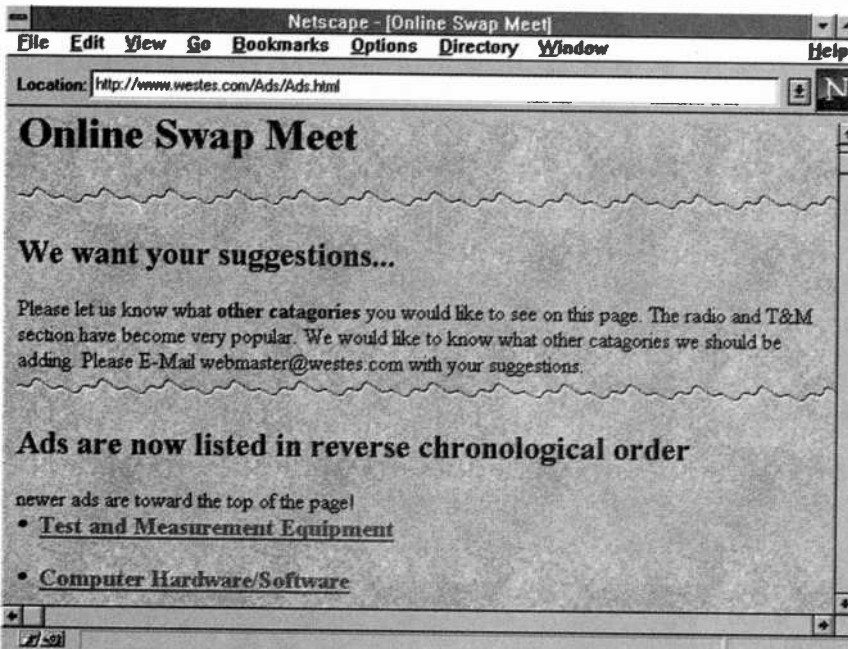 Netscape - [Online Swap Meet]
File Edit View Go Bookmarks Options Directory Window Help
Location: http://www.westes.com/Ads/Ads.html
N
Online Swap Meet
We want your suggestions...
Please let us know what other catagories you would like to see on this page. The radio and T&M
section have become very popular. We would like to know what other catagories we should be
adding. Please E-Mail webmaster@westes.com with your suggestions.
Ads are now listed in reverse chronological order
newer ads are toward the top of the page!
• Test and Measurement Equipment
• Computer Hardware/Software